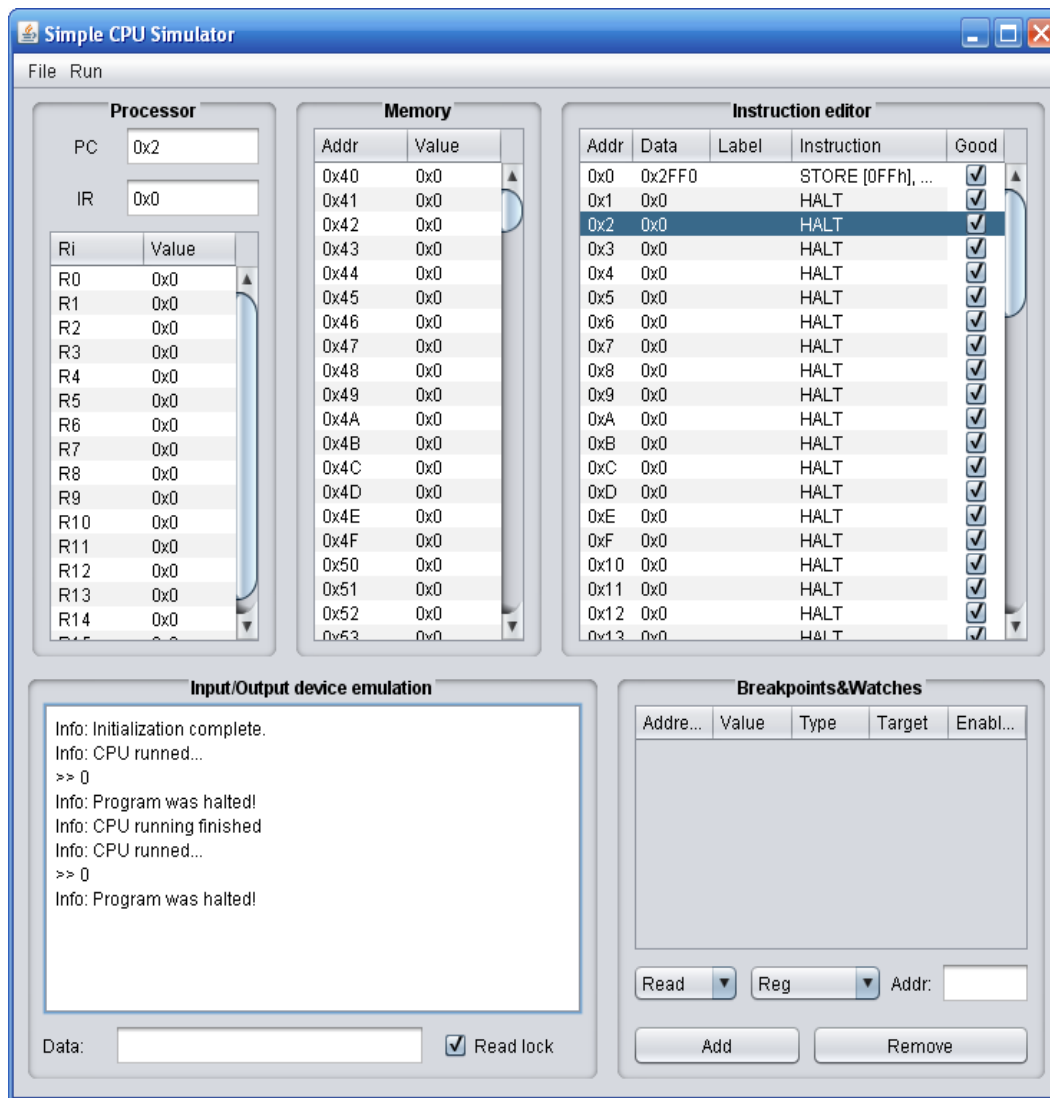 Simple CPU Simulator
File Run
Processor
PC 0x2
IR 0x0
Ri Value
R0 0x0
R1 0x0
R2 0x0
R3 0x0
R4 0x0
R5 0x0
R6 0x0
R7 0x0
R8 0x0
R9 0x0
R10 0x0
R11 0x0
R12 0x0
R13 0x0
R14 0x0
Memory
Addr Value
0x40 0x0
0x41 0x0
0x42 0x0
0x43 0x0
0x44 0x0
0x45 0x0
0x46 0x0
0x47 0x0
0x48 0x0
0x49 0x0
0x4A 0x0
0x4B 0x0
0x4C 0x0
0x4D 0x0
0x4E 0x0
0x4F 0x0
0x50 0x0
0x51 0x0
0x52 0x0
0x53 0x0
Instruction editor
Addr Data Label Instruction Good
0x0 0x2FF0 STORE [0FFh], ...
0x1 0x0 HALT
0x2 0x0 HALT
0x3 0x0 HALT
0x4 0x0 HALT
0x5 0x0 HALT
0x6 0x0 HALT
0x7 0x0 HALT
0x8 0x0 HALT
0x9 0x0 HALT
0xA 0x0 HALT
0xB 0x0 HALT
0xC 0x0 HALT
0xD 0x0 HALT
0xE 0x0 HALT
0xF 0x0 HALT
0x10 0x0 HALT
0x11 0x0 HALT
0x12 0x0 HALT
0x13 0x0 HALT
Input/Output device emulation
Info: Initialization complete.
Info: CPU runned...
>> 0
Info: Program was halted!
Info: CPU running finished
Info: CPU runned...
>> 0
Info: Program was halted!
Data: Read lock
Breakpoints&Watches
Addre... Value Type Target Enabl...
Read Reg Addr:
Add Remove